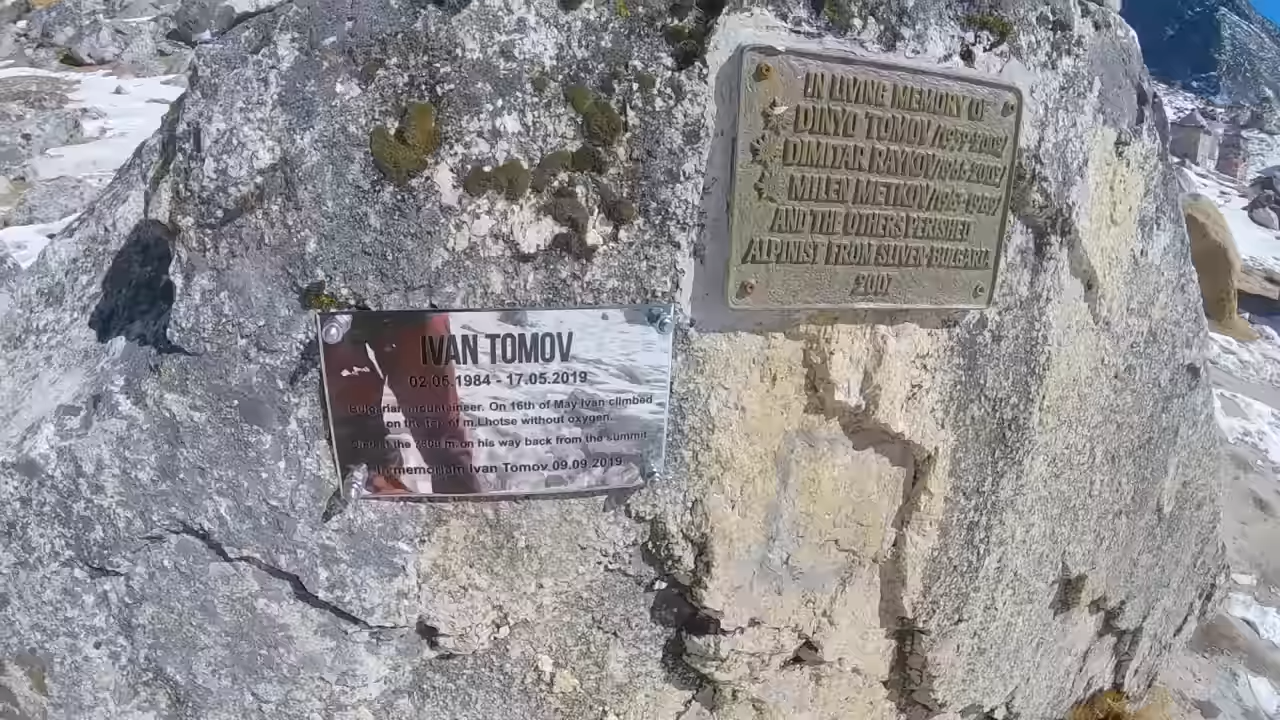 IN LIVING MEMORY OF
DINYO TOMOV
DIMITAR RAYKOV
MILEN METKOV
AND THE OTHERS PERISHED
ALPINIST FROM SLIVEN-BULGARIA
2007
IVAN TOMOV
02.05.1984 - 17.05.2019
Bulgarian mountaineer. On 16th of May Ivan climbed
on the top of m.Lhotse without oxygen.
the m. on his way back from the summit
In memoriam Ivan Tomov 09.09.2019